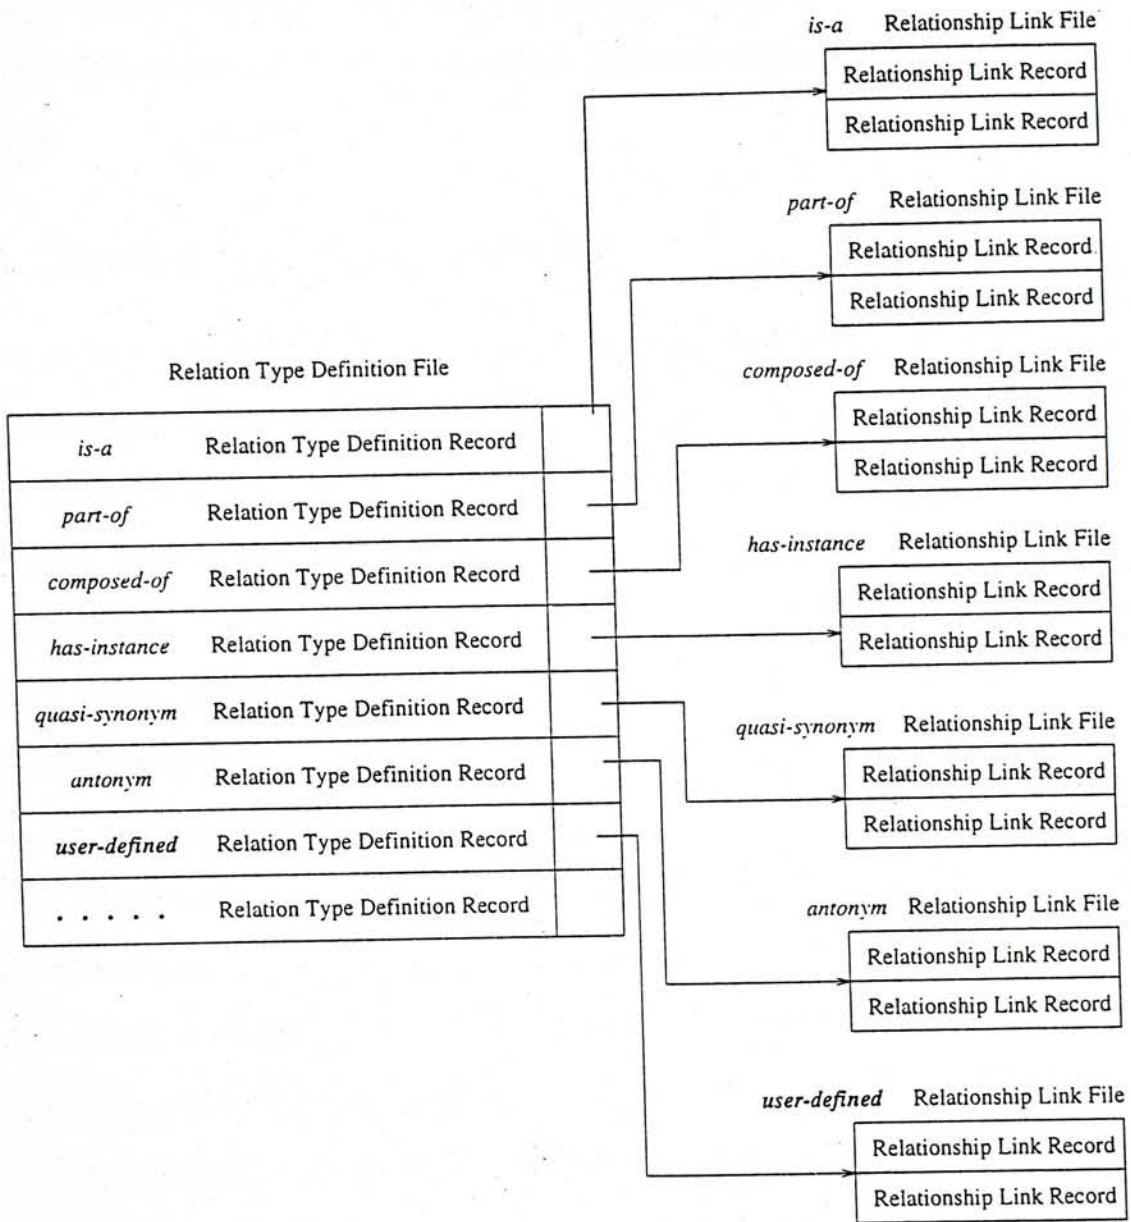 is-a Relationship Link File
Relationship Link Record
Relationship Link Record
part-of Relationship Link File
Relationship Link Record
Relationship Link Record
Relation Type Definition File
is-a Relation Type Definition Record
part-of Relation Type Definition Record
composed-of Relation Type Definition Record
has-instance Relation Type Definition Record
quasi-synonym Relation Type Definition Record
antonym Relation Type Definition Record
user-defined Relation Type Definition Record
. . . . . Relation Type Definition Record
composed-of Relationship Link File
Relationship Link Record
Relationship Link Record
has-instance Relationship Link File
Relationship Link Record
Relationship Link Record
quasi-synonym Relationship Link File
Relationship Link Record
Relationship Link Record
antonym Relationship Link File
Relationship Link Record
Relationship Link Record
user-defined Relationship Link File
Relationship Link Record
Relationship Link Record